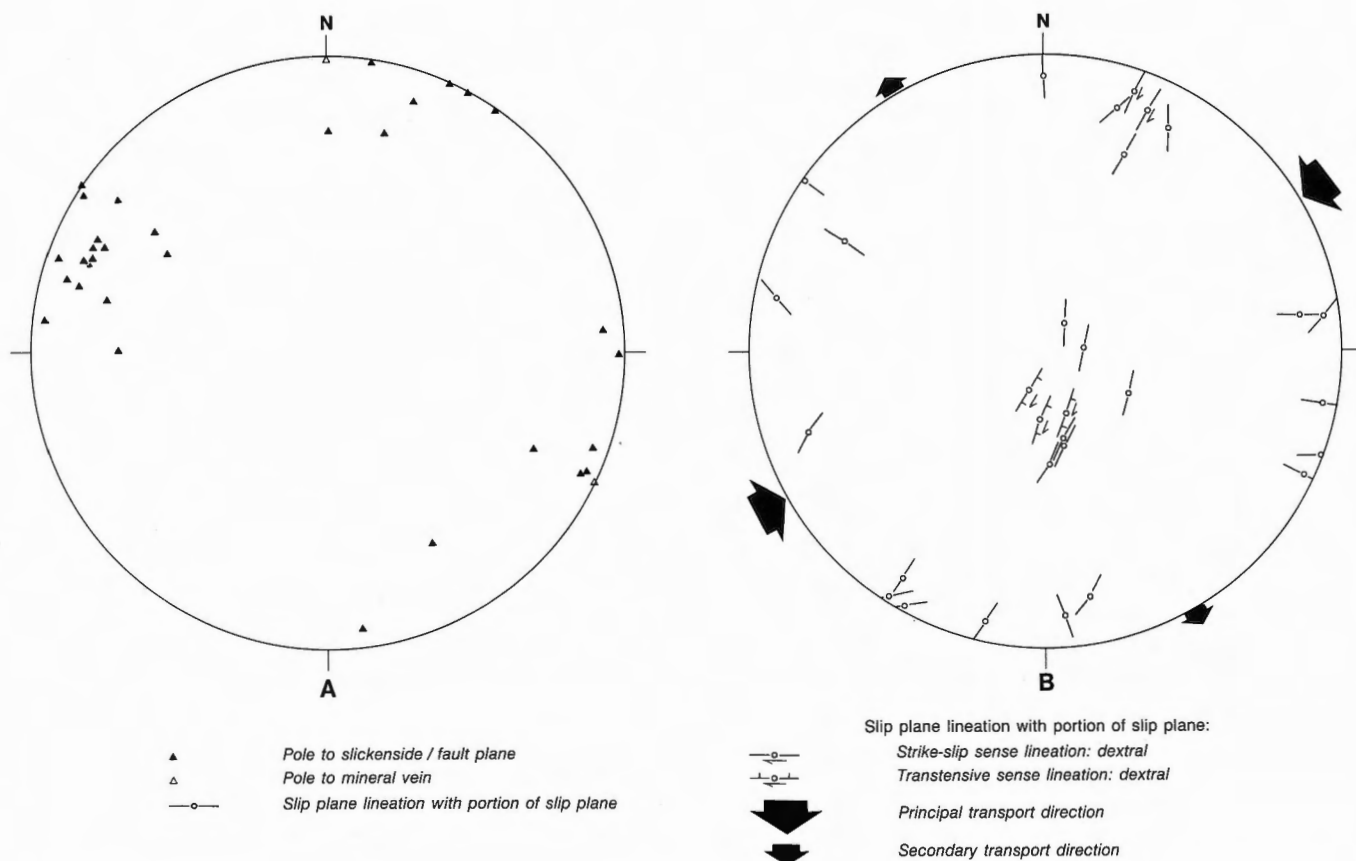 N
N
A
B
Pole to slickenside / fault plane
Pole to mineral vein
Slip plane lineation with portion of slip plane
Slip plane lineation with portion of slip plane:
Strike-slip sense lineation: dextral
Transtensive sense lineation: dextral
Principal transport direction
Secondary transport direction